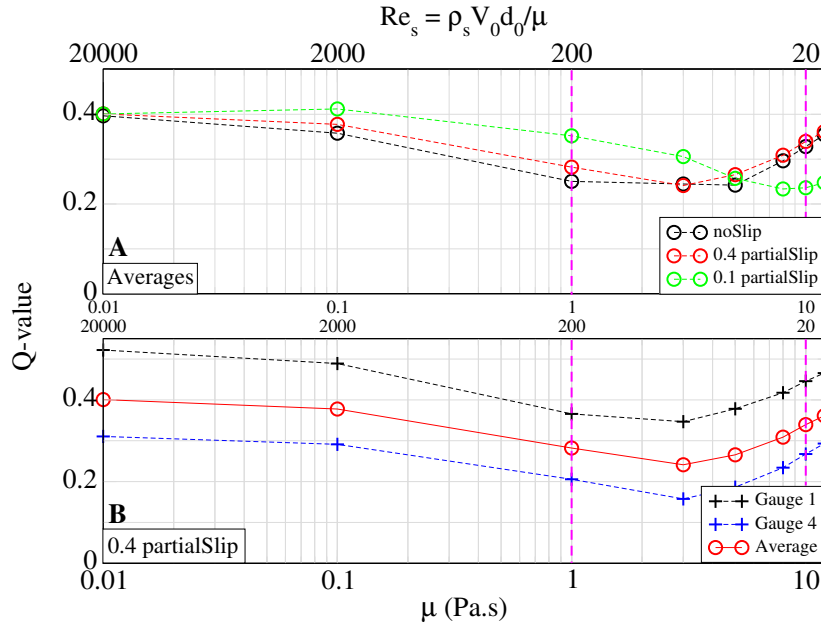 Re_s = ρ_s V_0 d_0/μ
20000 2000 200 20
0.4
0.2
0
A
Averages
noSlip
0.4 partialSlip
0.1 partialSlip
0.01 0.1 1 10
Q-value
20000 2000 200 20
0.4
0.2
0
B
0.4 partialSlip
Gauge 1
Gauge 4
Average
0.01 0.1 1 10
μ (Pa.s)